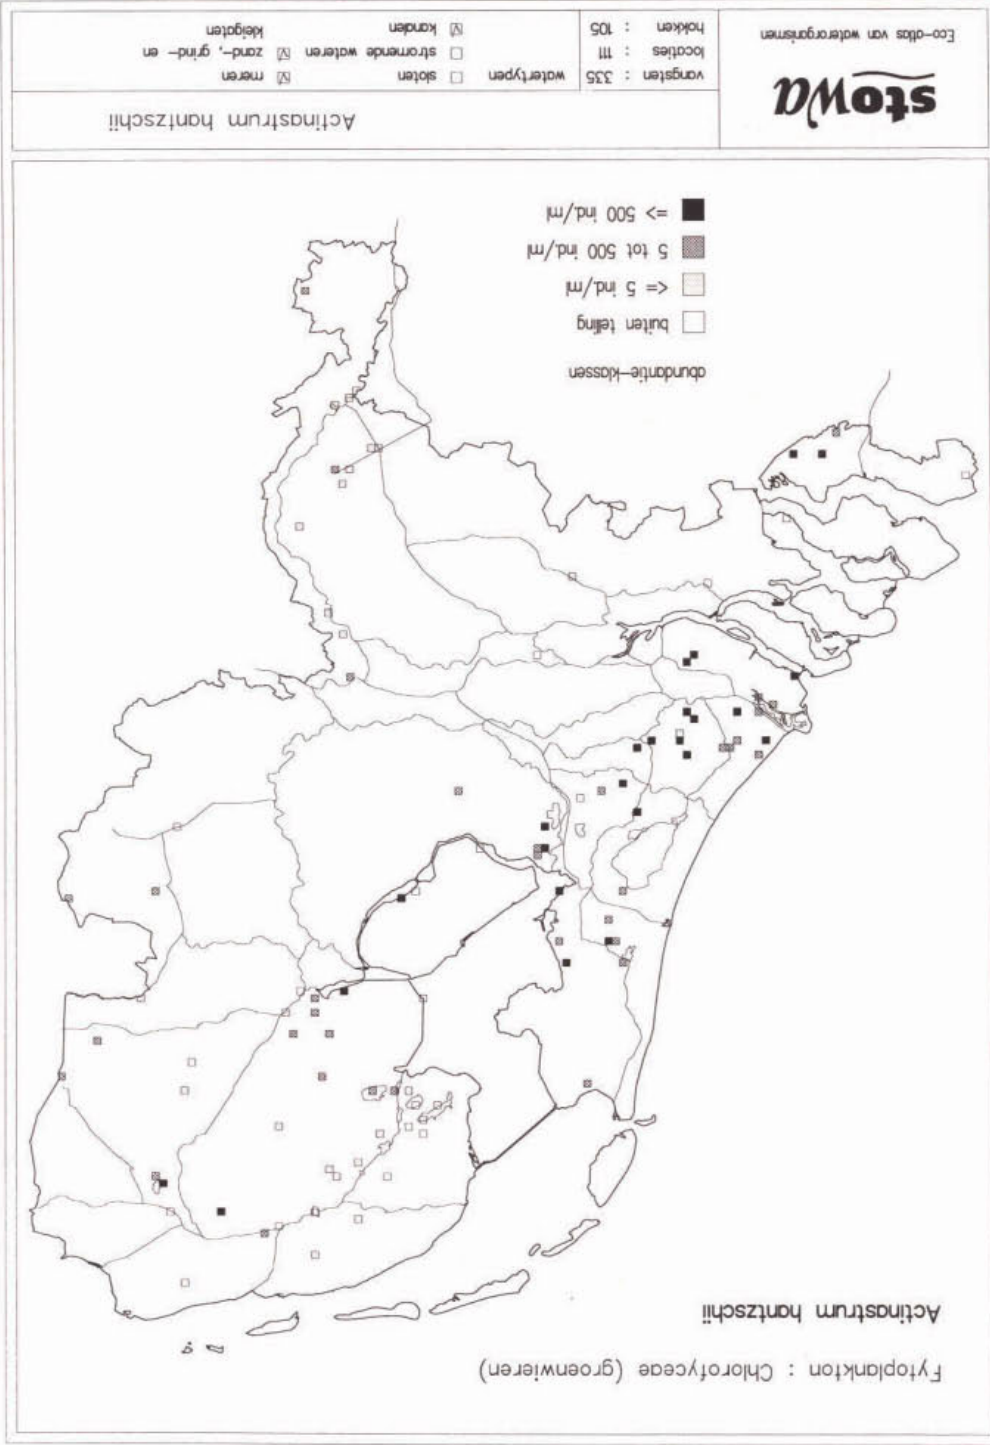 Fytoplankton : Chlorofyceae (groenwieren)
Actinastrum hantzschii
abundantie-klassen
buiten telling
<= 5 ind./ml
5 tot 500 ind./ml
=> 500 ind./ml
stowa
Eco-atlas van waterorganismen
Actinastrum hantzschii
vangsten : 335
locaties : 111
hokken : 105
watertypen
sloten
stromende wateren
kanalen
meren
zand-, grind- en
kleigaten